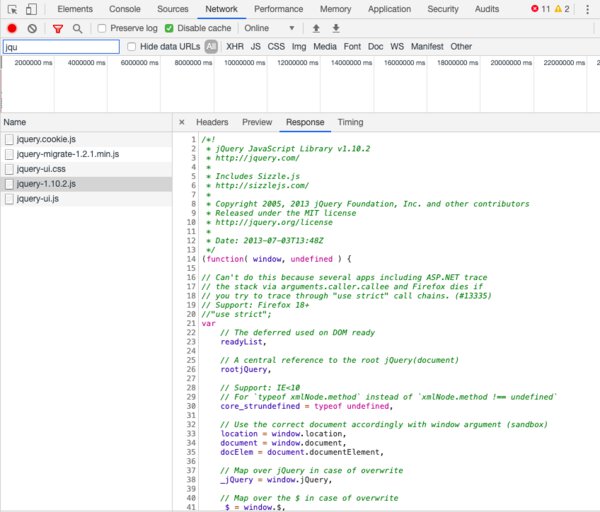 Elements Console Sources Network Performance Memory Application Security Audits 11 2
Preserve log Disable cache Online
jqu Hide data URLs All XHR JS CSS Img Media Font Doc WS Manifest Other
2000000 ms 4000000 ms 6000000 ms 8000000 ms 10000000 ms 12000000 ms 14000000 ms 16000000 ms 18000000 ms 20000000 ms 22000000 ms
Name × Headers Preview Response Timing
jquery.cookie.js
jquery-migrate-1.2.1.min.js
jquery-ui.css
jquery-1.10.2.js
jquery-ui.js
1 /*!
2 * jQuery JavaScript Library v1.10.2
3 * http://jquery.com/
4 *
5 * Includes Sizzle.js
6 * http://sizzlejs.com/
7 *
8 * Copyright 2005, 2013 jQuery Foundation, Inc. and other contributors
9 * Released under the MIT license
10 * http://jquery.org/license
11 *
12 * Date: 2013-07-03T13:48Z
13 */
14 (function( window, undefined ) {
15
16 // Can't do this because several apps including ASP.NET trace
17 // the stack via arguments.caller.callee and Firefox dies if
18 // you try to trace through "use strict" call chains. (#13335)
19 // Support: Firefox 18+
20 //"use strict";
21 var
22 // The deferred used on DOM ready
23 readyList,
24
25 // A central reference to the root jQuery(document)
26 rootjQuery,
27
28 // Support: IE<10
29 // For `typeof xmlNode.method` instead of `xmlNode.method !== undefined`
30 core_strundefined = typeof undefined,
31
32 // Use the correct document accordingly with window argument (sandbox)
33 location = window.location,
34 document = window.document,
35 docElem = document.documentElement,
36
37 // Map over jQuery in case of overwrite
38 _jQuery = window.jQuery,
39
40 // Map over the $ in case of overwrite
41 _$ = window.$,